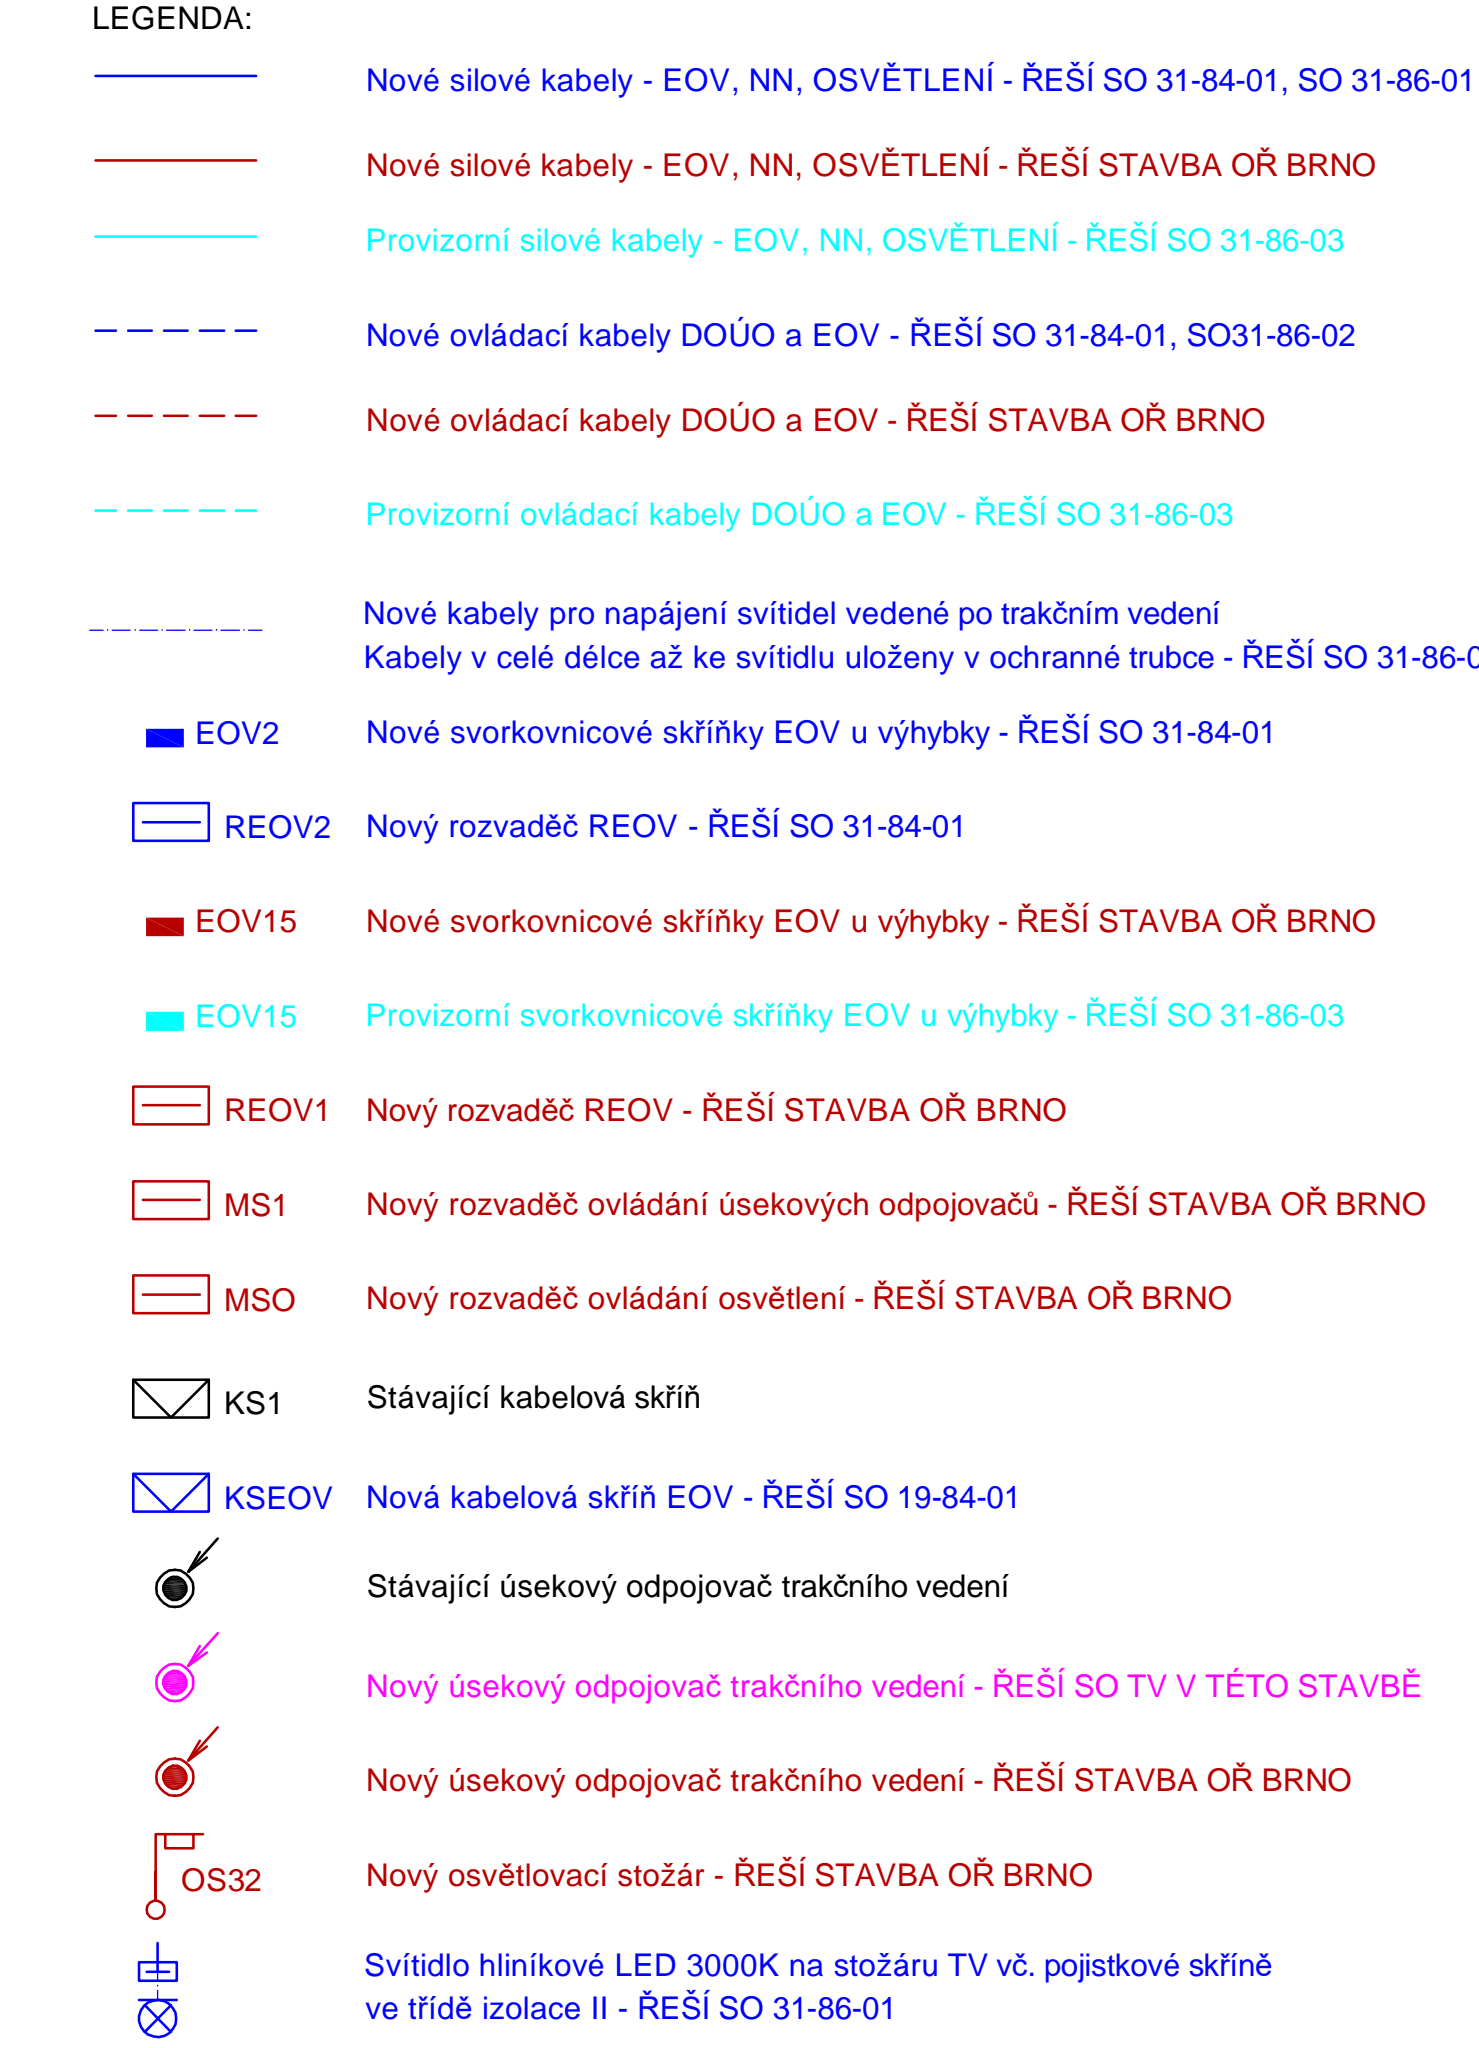 LEGENDA:
Nové silové kabely - EOV, NN, OSVĚTLENÍ - ŘEŠÍ SO 31-84-01, SO 31-86-01
Nové silové kabely - EOV, NN, OSVĚTLENÍ - ŘEŠÍ STAVBA OŘ BRNO
Provizorní silové kabely - EOV, NN, OSVĚTLENÍ - ŘEŠÍ SO 31-86-03
Nové ovládací kabely DOÚO a EOV - ŘEŠÍ SO 31-84-01, SO31-86-02
Nové ovládací kabely DOÚO a EOV - ŘEŠÍ STAVBA OŘ BRNO
Provizorní ovládací kabely DOÚO a EOV - ŘEŠÍ SO 31-86-03
Nové kabely pro napájení svítidel vedené po trakčním vedení
Kabely v celé délce až ke svítidlu uloženy v ochranné trubce - ŘEŠÍ SO
EOV2 Nové svorkovnicové skříňky EOV u výhybky - ŘEŠÍ SO 31-84-01
REOV2 Nový rozvaděč REOV - ŘEŠÍ SO 31-84-01
EOV15 Nové svorkovnicové skříňky EOV u výhybky - ŘEŠÍ STAVBA OŘ BRNO
EOV15 Provizorní svorkovnicové skříňky EOV u výhybky - ŘEŠÍ SO 31-86-03
REOV1 Nový rozvaděč REOV - ŘEŠÍ STAVBA OŘ BRNO
MS1 Nový rozvaděč ovládání úsekových odpojovačů - ŘEŠÍ STAVBA OŘ BRNO
MSO Nový rozvaděč ovládání osvětlení - ŘEŠÍ STAVBA OŘ BRNO
KS1 Stávající kabelová skříň
KSEOV Nová kabelová skříň EOV - ŘEŠÍ SO 19-84-01
Stávající úsekový odpojovač trakčního vedení
Nový úsekový odpojovač trakčního vedení - ŘEŠÍ SO TV V TÉTO STAVBĚ
Nový úsekový odpojovač trakčního vedení - ŘEŠÍ STAVBA OŘ BRNO
OS32 Nový osvětlovací stožár - ŘEŠÍ STAVBA OŘ BRNO
Svítidlo hliníkové LED 3000K na stožáru TV vč. pojistkové skříně
ve třídě izolace II - ŘEŠÍ SO 31-86-01